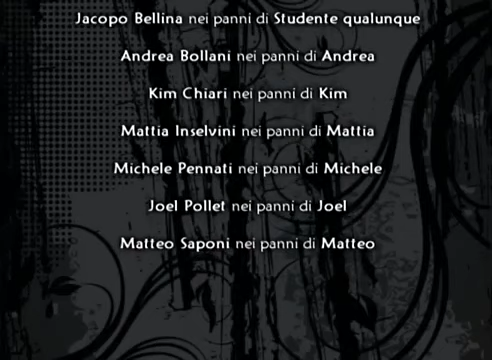 Jacopo Bellina nei panni di Studente qualunque
Andrea Bollani nei panni di Andrea
Kim Chiari nei panni di Kim
Mattia Inselvini nei panni di Mattia
Michele Pennati nei panni di Michele
Joel Pollet nei panni di Joel
Matteo Saponi nei panni di Matteo